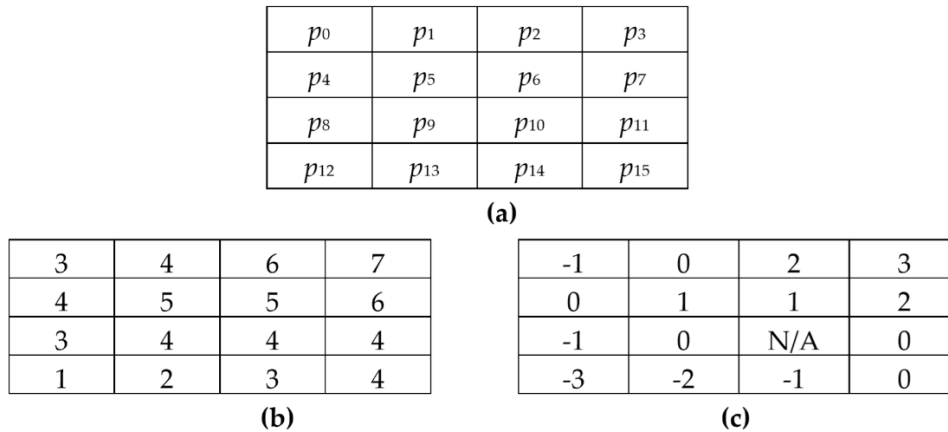 p0 p1 p2 p3
p4 p5 p6 p7
p8 p9 p10 p11
p12 p13 p14 p15
(a)
3 4 6 7
4 5 5 6
3 4 4 4
1 2 3 4
(b)
-1 0 2 3
0 1 1 2
-1 0 N/A 0
-3 -2 -1 0
(c)